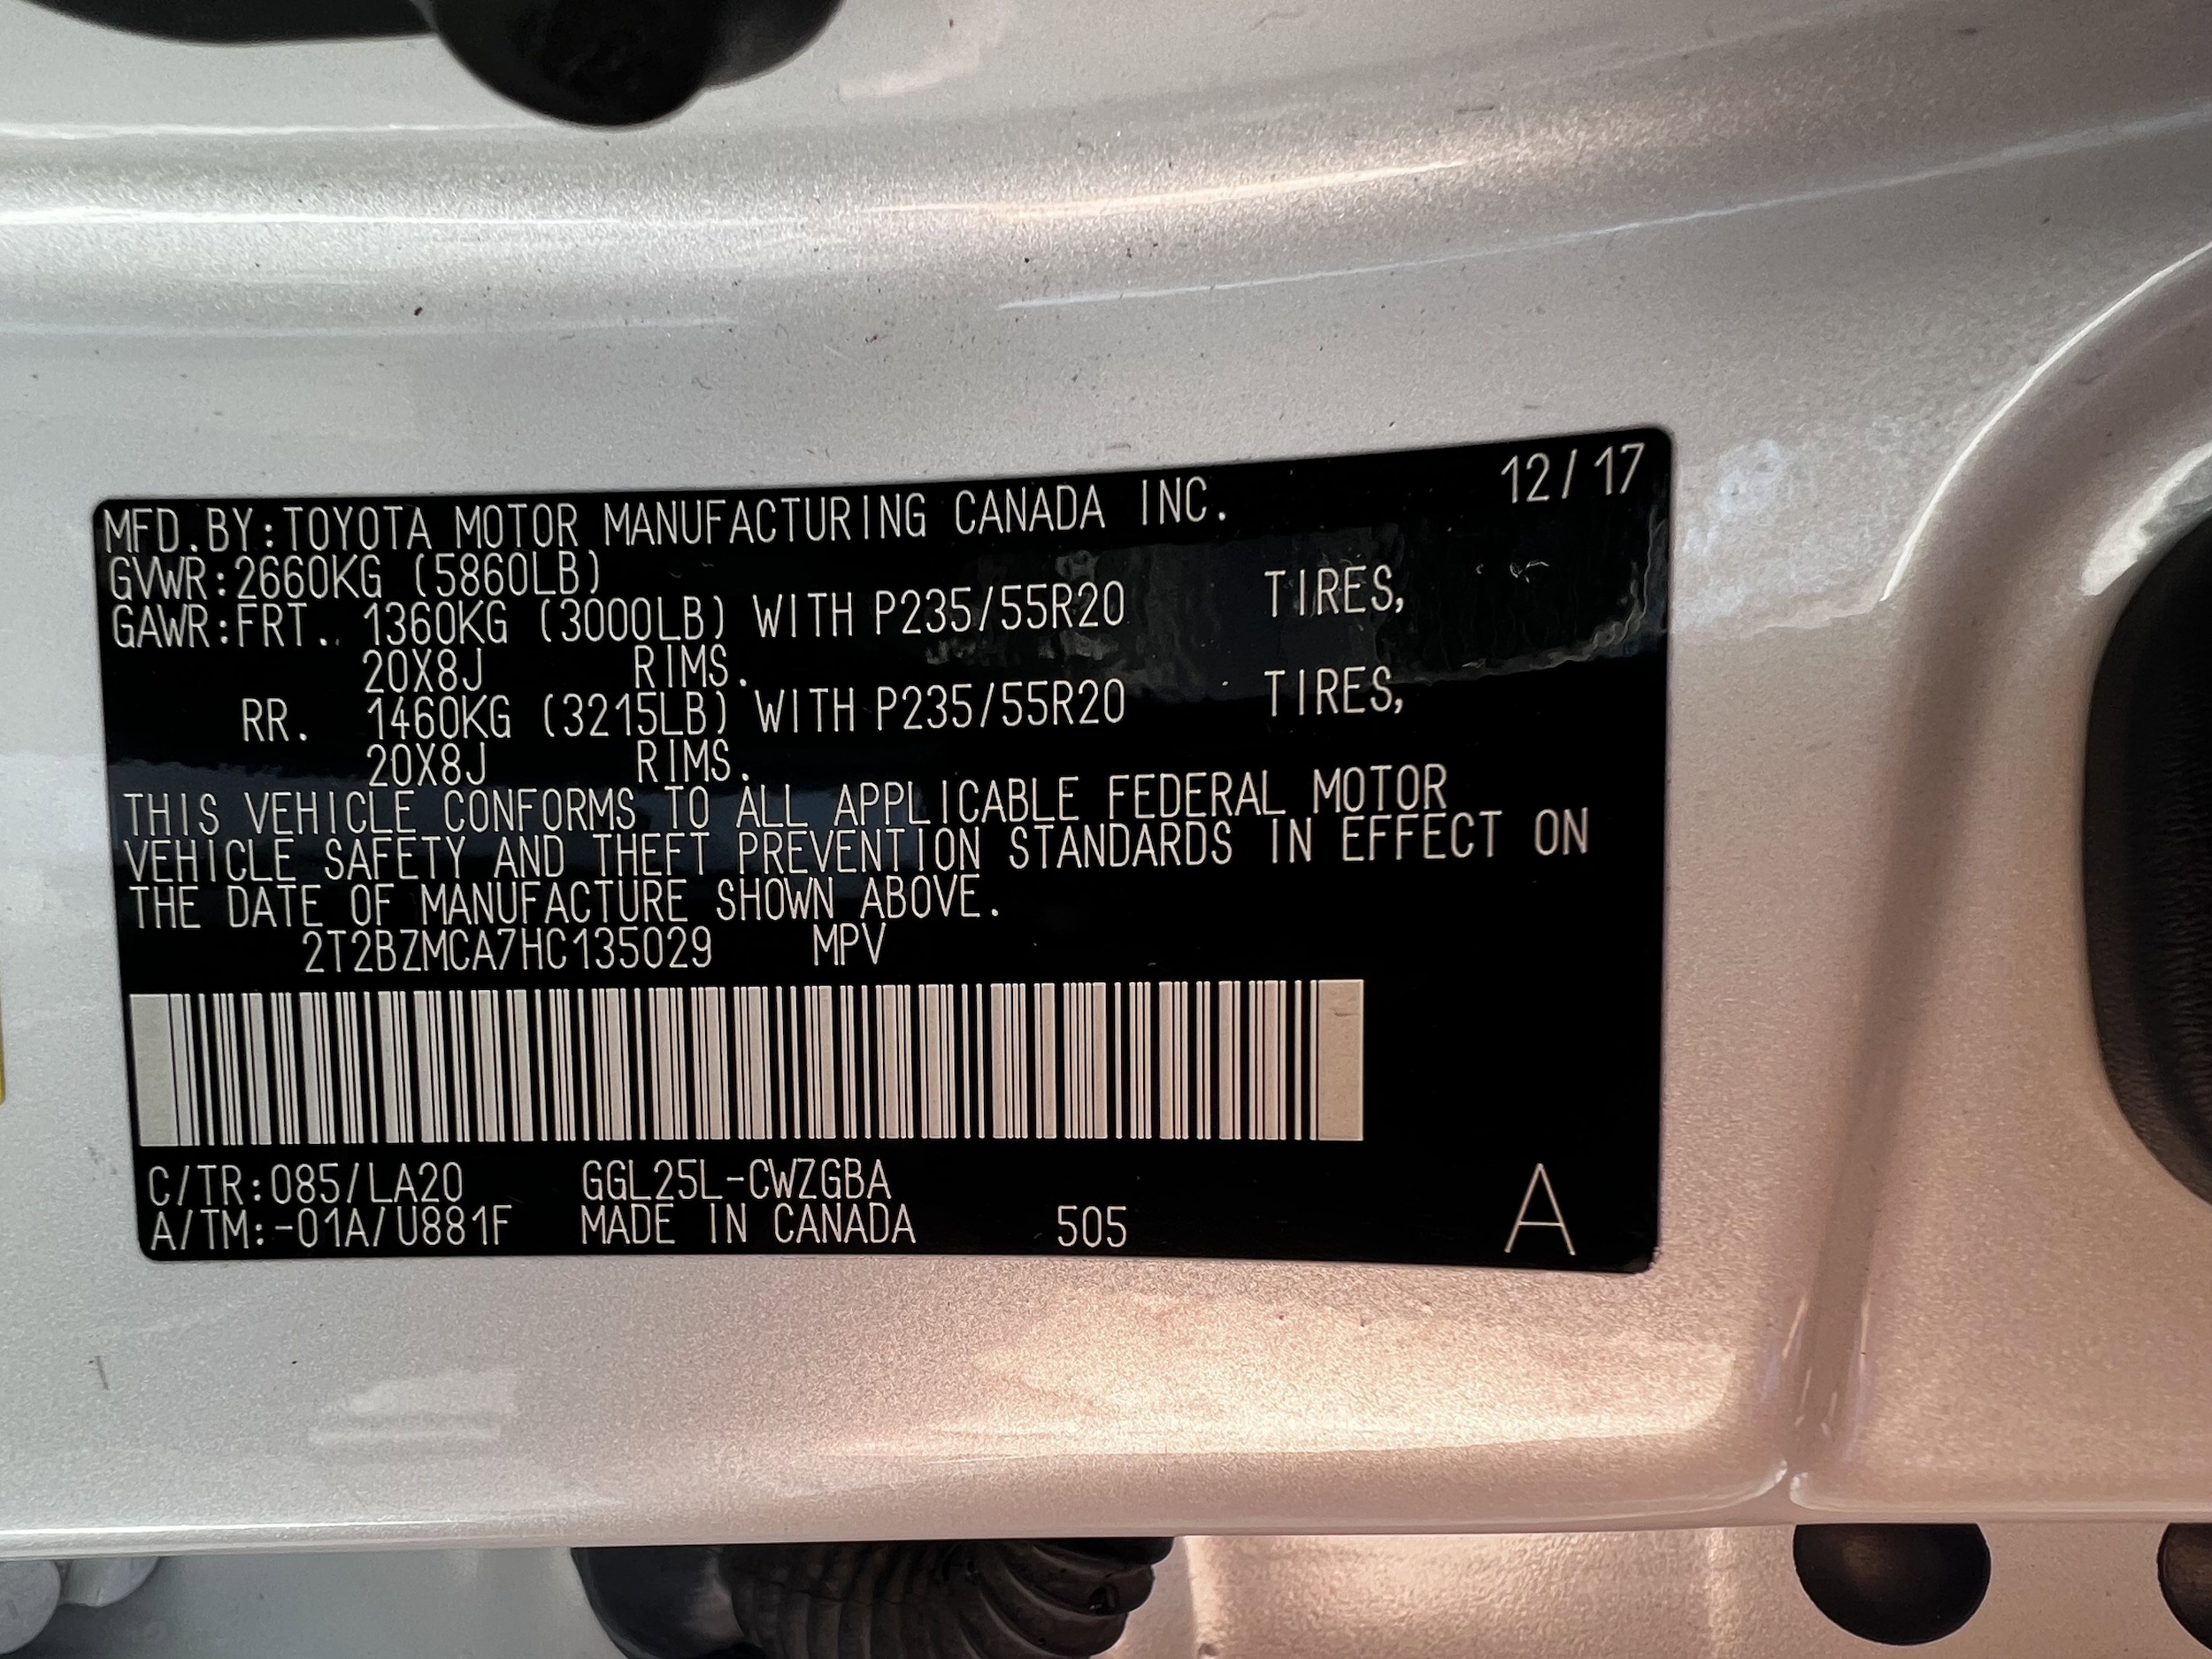 12/17
MFD.BY:TOYOTA MOTOR MANUFACTURING CANADA INC.
GVWR:2660KG (5860LB)
GAWR:FRT. 1360KG (3000LB) WITH P235/55R20 TIRES,
20X8J RIMS.
RR. 1460KG (3215LB) WITH P235/55R20 TIRES,
20X8J RIMS.
THIS VEHICLE CONFORMS TO ALL APPLICABLE FEDERAL MOTOR
VEHICLE SAFETY AND THEFT PREVENTION STANDARDS IN EFFECT ON
THE DATE OF MANUFACTURE SHOWN ABOVE.
2T2BZMCA7HC135029 MPV
C/TR:085/LA20 GGL25L-CWZGBA
A/TM:-01A/U881F MADE IN CANADA 505
A